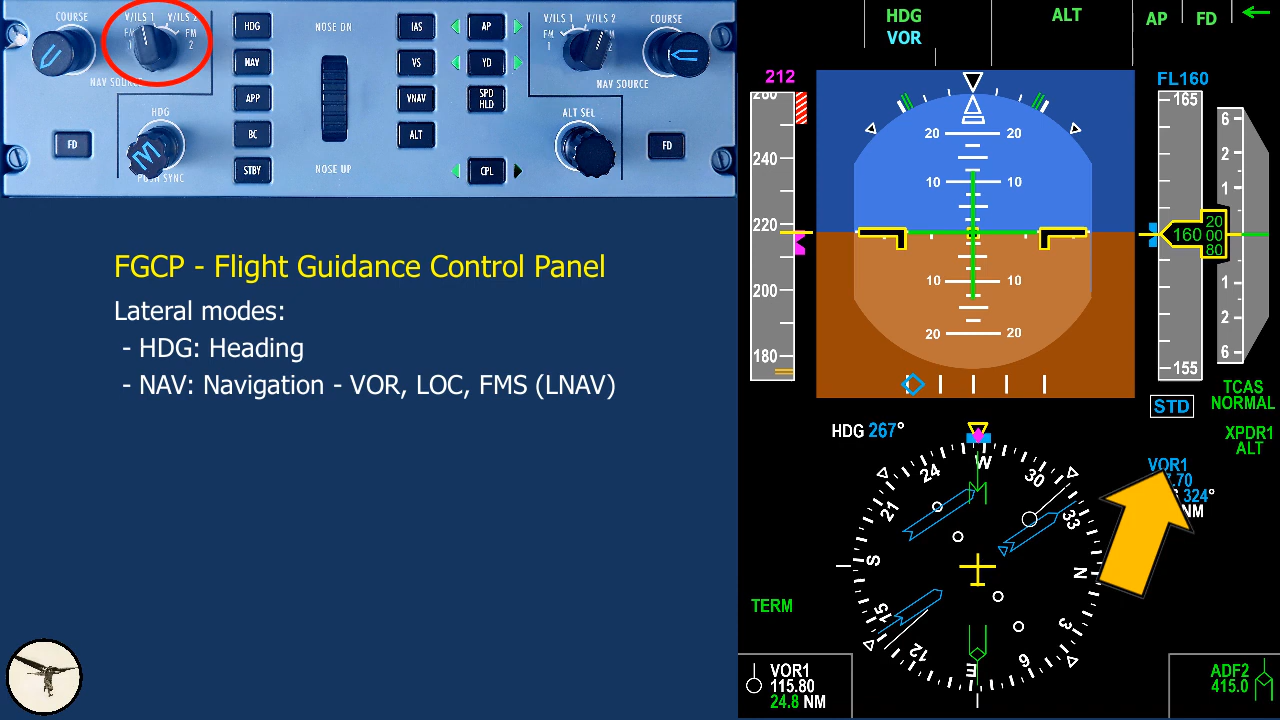 COURSE
V/ILS 1
V/ILS 2
FM
1
FM
2
NAV SOURCE
HDG
PUSH SYNC
FD
HDG
NAV
APP
BC
STBY
NOSE DN
NOSE UP
IAS
VS
VNAV
ALT
AP
YD
SPD
HLD
CPL
V/ILS 1
V/ILS 2
FM
1
FM
2
COURSE
NAV SOURCE
ALT SEL
FD
FGCP - Flight Guidance Control Panel
Lateral modes:
- HDG: Heading
- NAV: Navigation - VOR, LOC, FMS (LNAV)
HDG
ALT
AP
FD
VOR
212
FL160
260
240
220
200
180
20 20
10 10
10 10
20 20
165
160
20
00
80
155
6
2
1
1
2
6
STD
TCAS
NORMAL
XPDR1
ALT
HDG 267°
VOR1
.70
324°
NM
W
30
33
N
3
6
E
12
15
S
21
24
TERM
VOR1
115.80
24.8 NM
ADF2
415.0